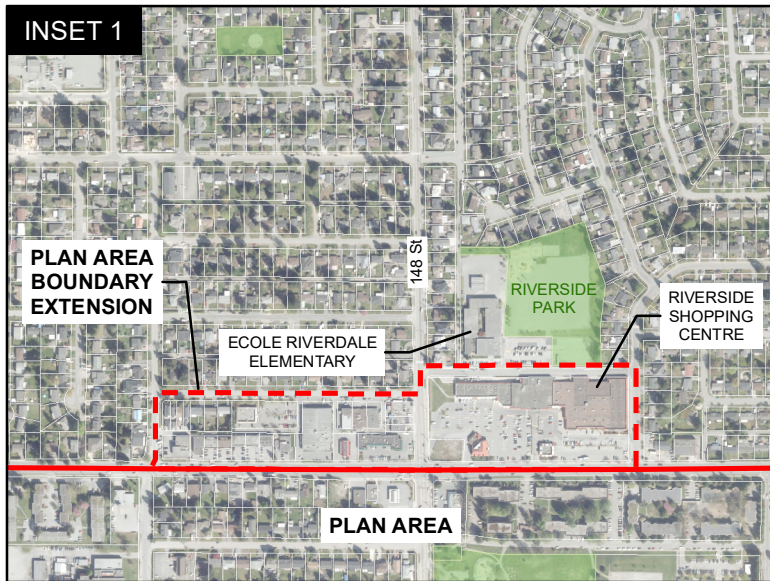 INSET 1
PLAN AREA
BOUNDARY
EXTENSION
148 St
ECOLE RIVERDALE
ELEMENTARY
RIVERSIDE
PARK
RIVERSIDE
SHOPPING
CENTRE
PLAN AREA